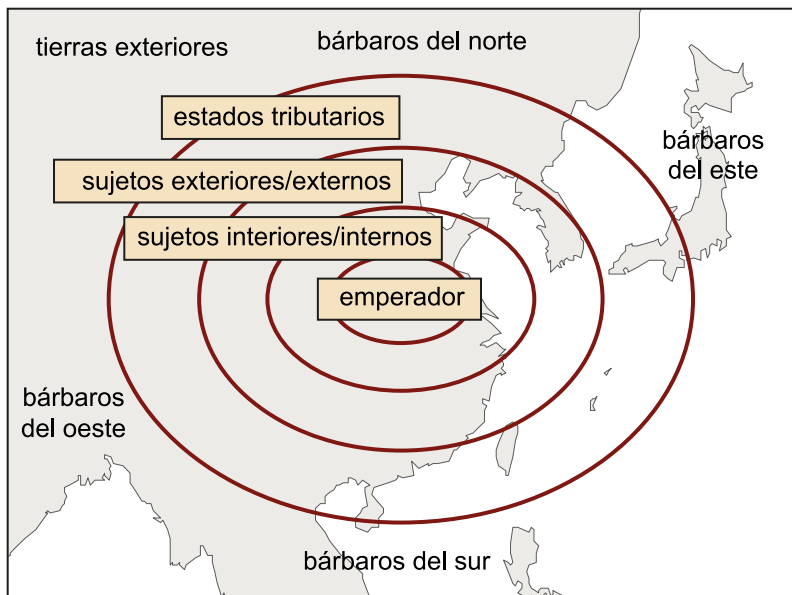 tierras exteriores
bárbaros del norte
estados tributarios
bárbaros
del este
sujetos exteriores/externos
sujetos interiores/internos
emperador
bárbaros
del oeste
bárbaros del sur